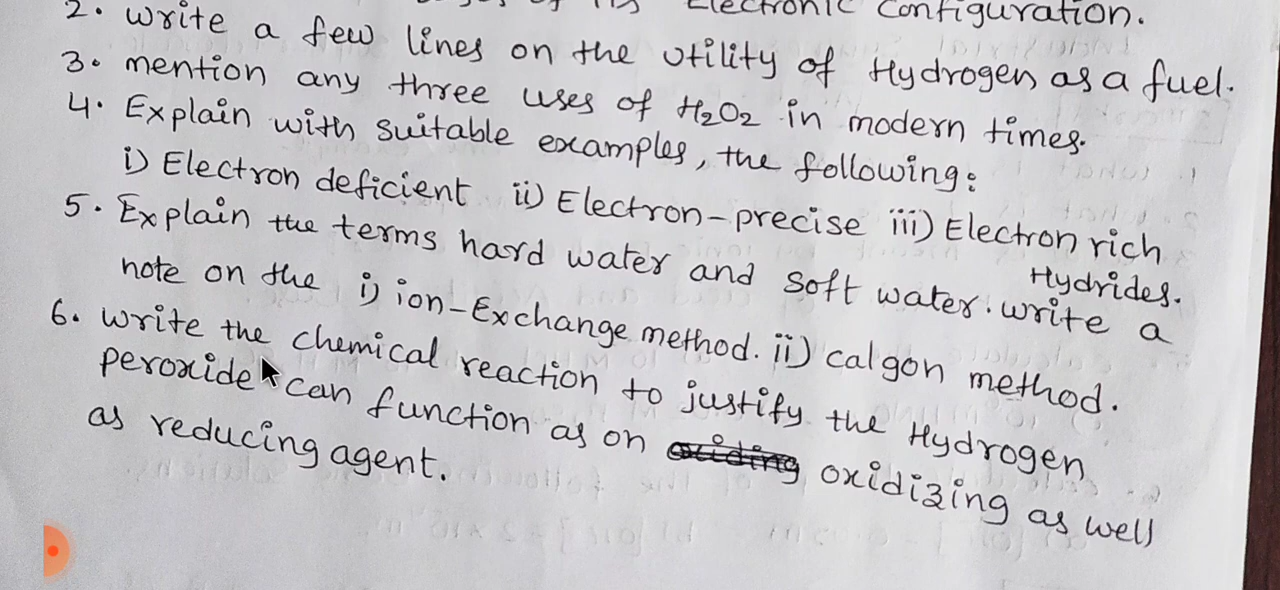 2. write a few lines on the utility of Hydrogen as a fuel.
Electronic configuration.
3. mention any three uses of H2O2 in modern times.
4. Explain with suitable examples, the following:
i) Electron deficient ii) Electron-precise iii) Electron rich
Hydrides.
5. Explain the terms hard water and soft water. write a
note on the i) ion-Exchange method. ii) calgon method.
6. write the chemical reaction to justify the Hydrogen
peroxide can function as on oxidizing as well
as reducing agent.